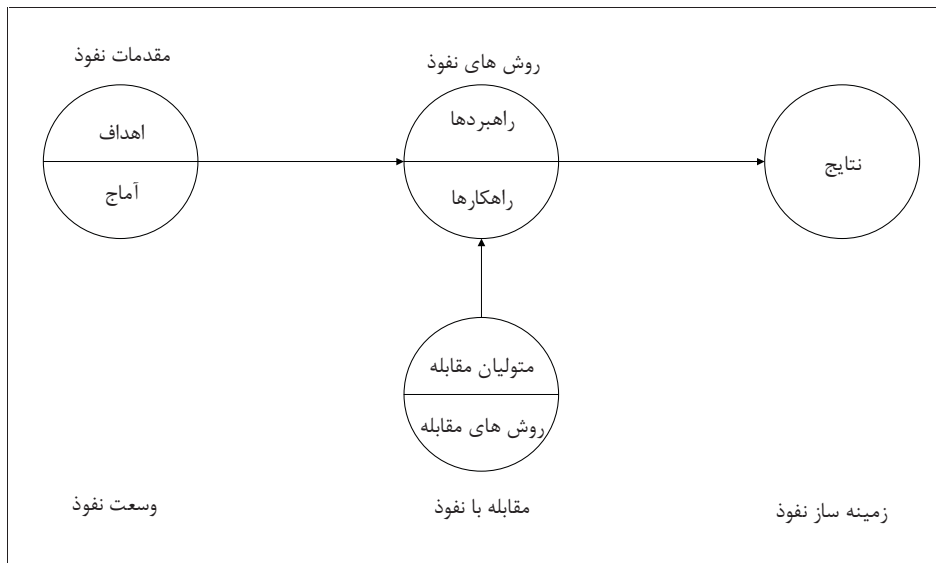 مقدمات نفوذ
اهداف
آماج
روش های نفوذ
راهبردها
راهکارها
نتایج
متولیان مقابله
روش های مقابله
وسعت نفوذ
مقابله با نفوذ
زمینه ساز نفوذ